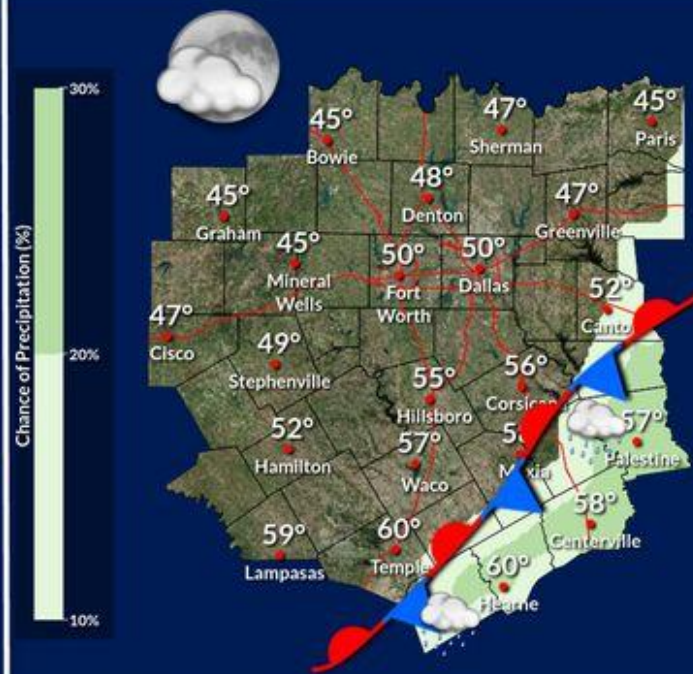 30%
20%
10%
Chance of Precipitation (%)
45°
Bowie
47°
Sherman
45°
Paris
45°
Graham
48°
Denton
47°
Greenville
45°
Mineral
Wells
50°
Fort
Worth
50°
Dallas
52°
47°
Cisco
49°
Stephenville
55°
Hillsboro
56°
52°
Hamilton
57°
Waco
57°
Palestine
58°
Centerville
59°
Lampasas
60°
Temple
60°
Hearne